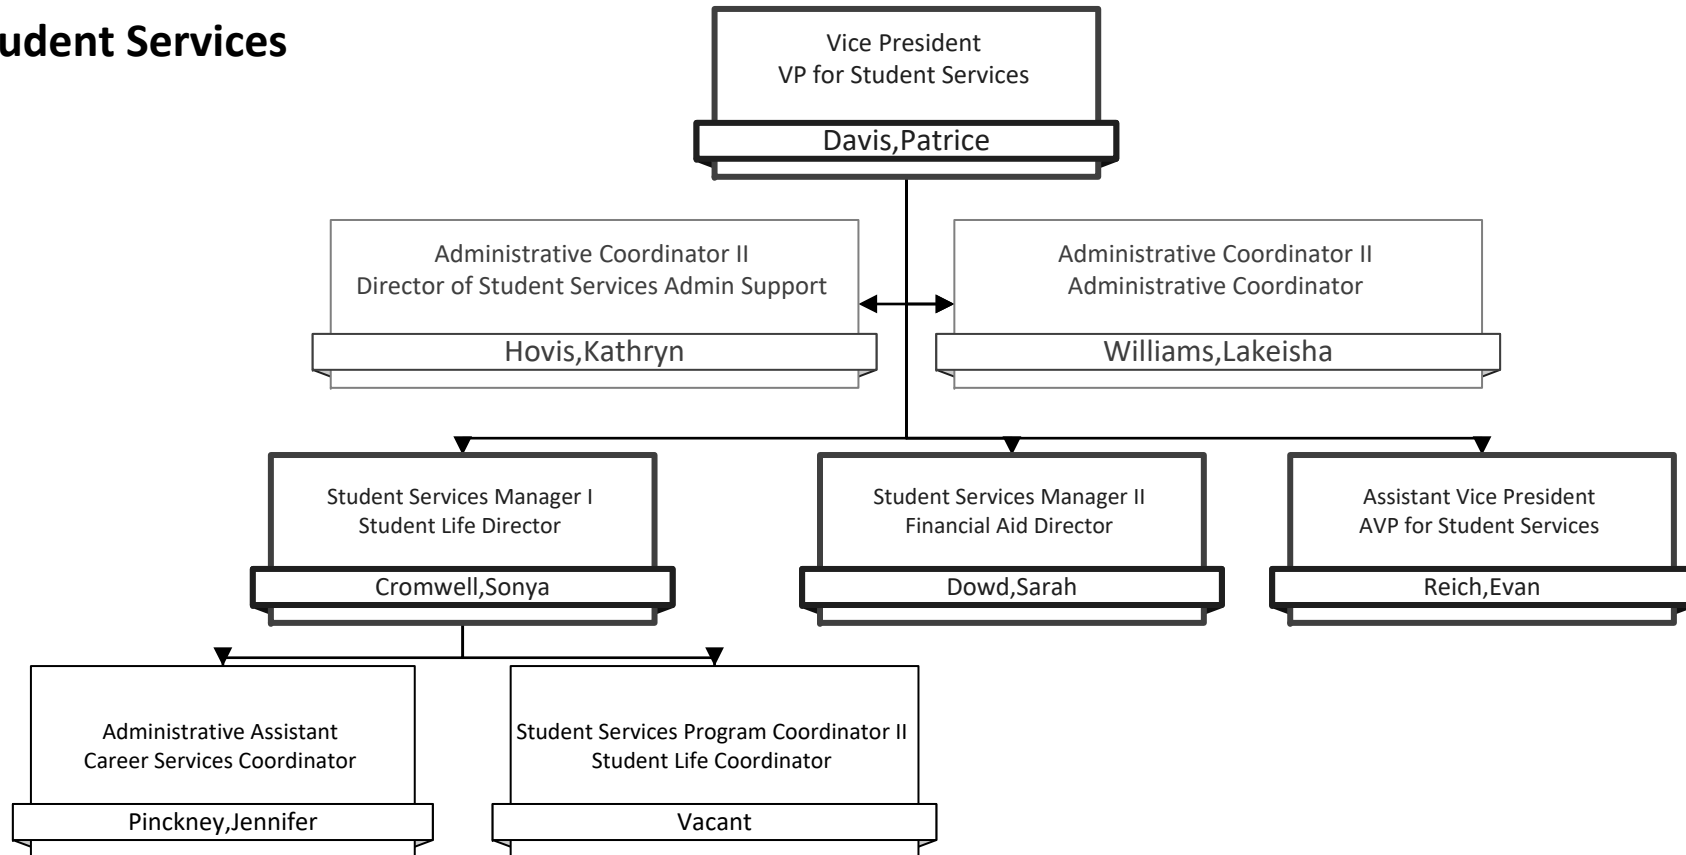 udent Services
Vice President
VP for Student Services
Davis,Patrice
Administrative Coordinator II
Director of Student Services Admin Support
Hovis,Kathryn
Administrative Coordinator II
Administrative Coordinator
Williams,Lakeisha
Student Services Manager I
Student Life Director
Cromwell,Sonya
Student Services Manager II
Financial Aid Director
Dowd,Sarah
Assistant Vice President
AVP for Student Services
Reich,Evan
Administrative Assistant
Career Services Coordinator
Pinckney,Jennifer
Student Services Program Coordinator II
Student Life Coordinator
Vacant